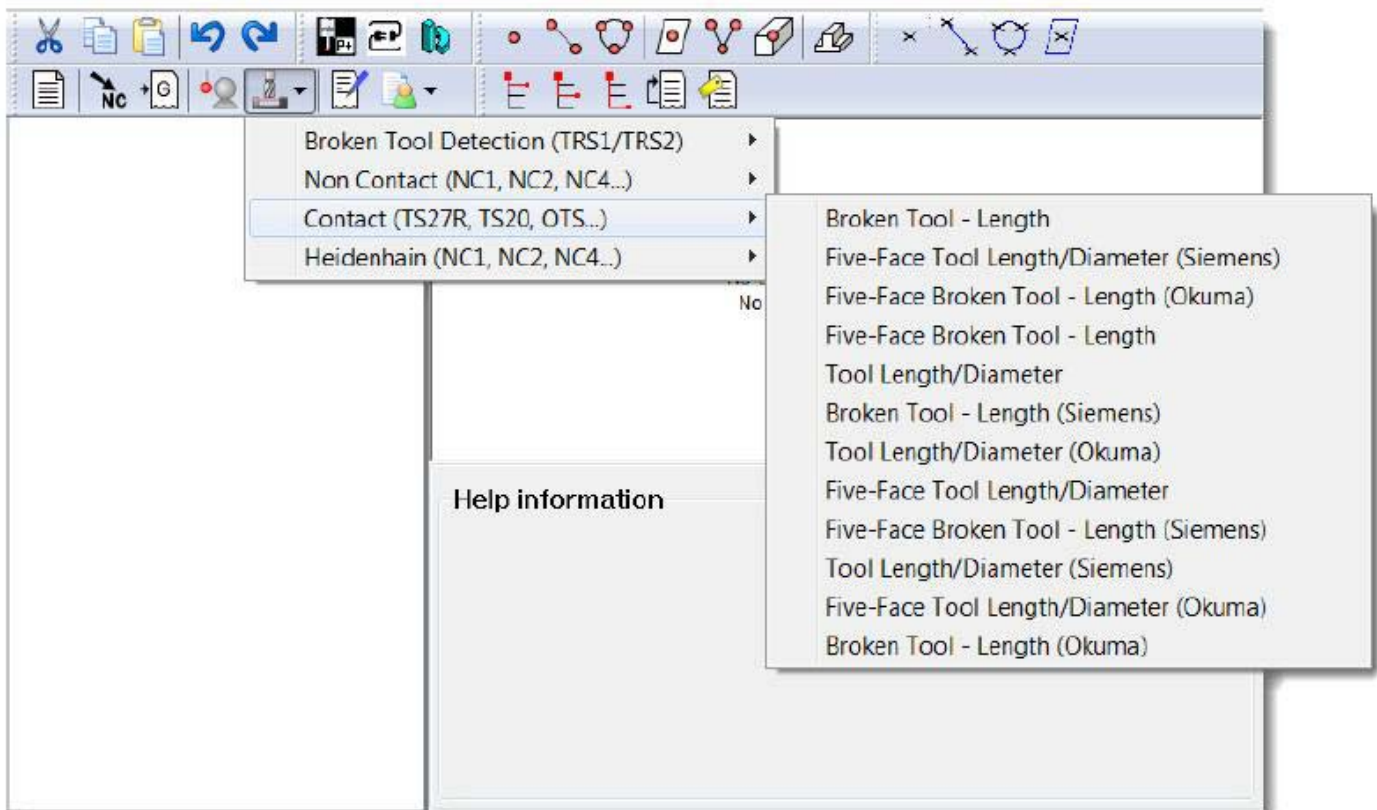 P+
NC
G
Broken Tool Detection (TRS1/TRS2)
Non Contact (NC1, NC2, NC4...)
Contact (TS27R, TS20, OTS...)
Heidenhain (NC1, NC2, NC4...)
Broken Tool - Length
Five-Face Tool Length/Diameter (Siemens)
Five-Face Broken Tool - Length (Okuma)
Five-Face Broken Tool - Length
Tool Length/Diameter
Broken Tool - Length (Siemens)
Tool Length/Diameter (Okuma)
Five-Face Tool Length/Diameter
Five-Face Broken Tool - Length (Siemens)
Tool Length/Diameter (Siemens)
Five-Face Tool Length/Diameter (Okuma)
Broken Tool - Length (Okuma)
No
Help information